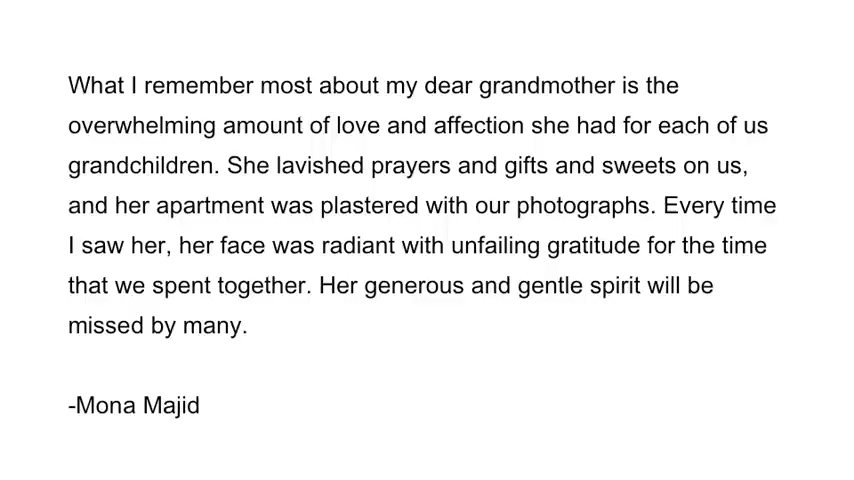 What I remember most about my dear grandmother is the
overwhelming amount of love and affection she had for each of us
grandchildren. She lavished prayers and gifts and sweets on us,
and her apartment was plastered with our photographs. Every time
I saw her, her face was radiant with unfailing gratitude for the time
that we spent together. Her generous and gentle spirit will be
missed by many.
-Mona Majid